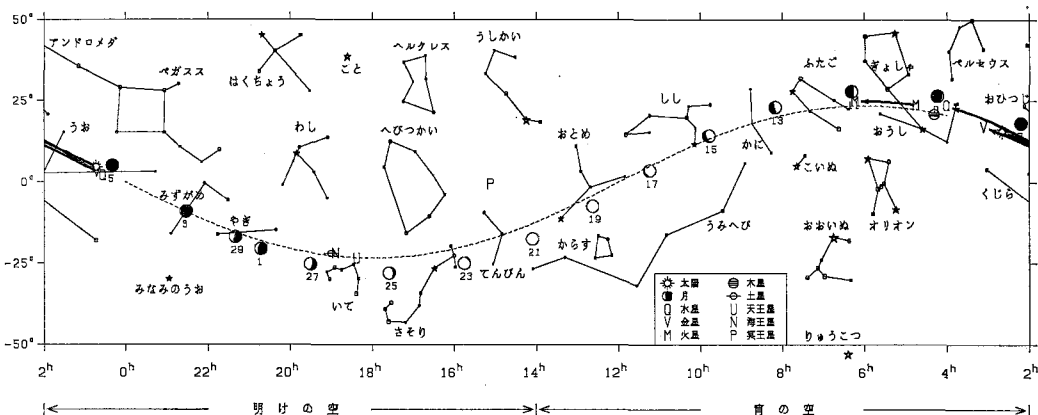 50°
25°
0°
-25°
-50°
アンドロメダ
ペガスス
はくちょう
こと
ヘルクレス
うしかい
ふたご
ぎょしゃ
ペルセウス
おひつじ
うお
わし
へびつかい
おとめ
しし
かに
おうし
みずがめ
やぎ
みなみのうお
いて
さそり
てんびん
からす
うみへび
こいぬ
おおいぬ
オリオン
くじら
りゅうこつ
5
3
29
1
27
25
23
21
19
17
15
13
N
U
P
M
Q
V
太陽
月
Q 水星
V 金星
M 火星
木星
土星
U 天王星
N 海王星
P 冥王星
2h 0h 22h 20h 18h 16h 14h 12h 10h 8h 6h 4h 2h
明けの空 宵の空